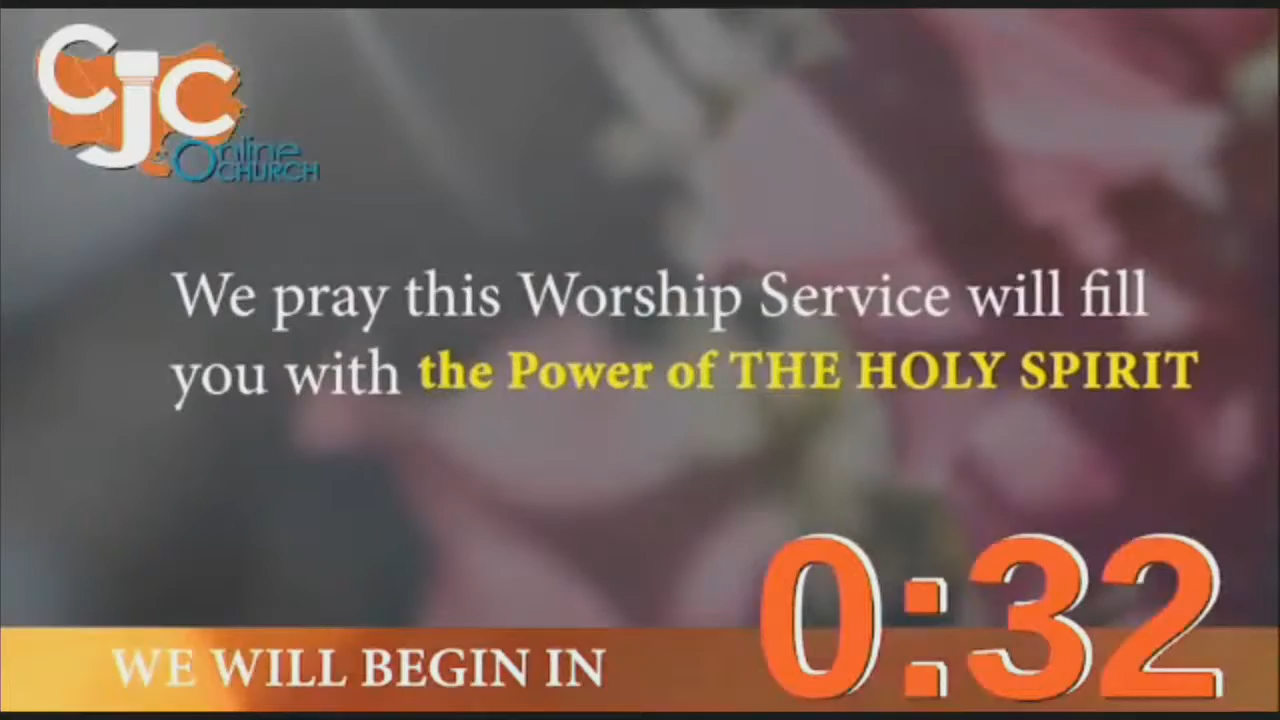 CJC
Online
CHURCH
We pray this Worship Service will fill
you with the Power of THE HOLY SPIRIT
WE WILL BEGIN IN
0:32